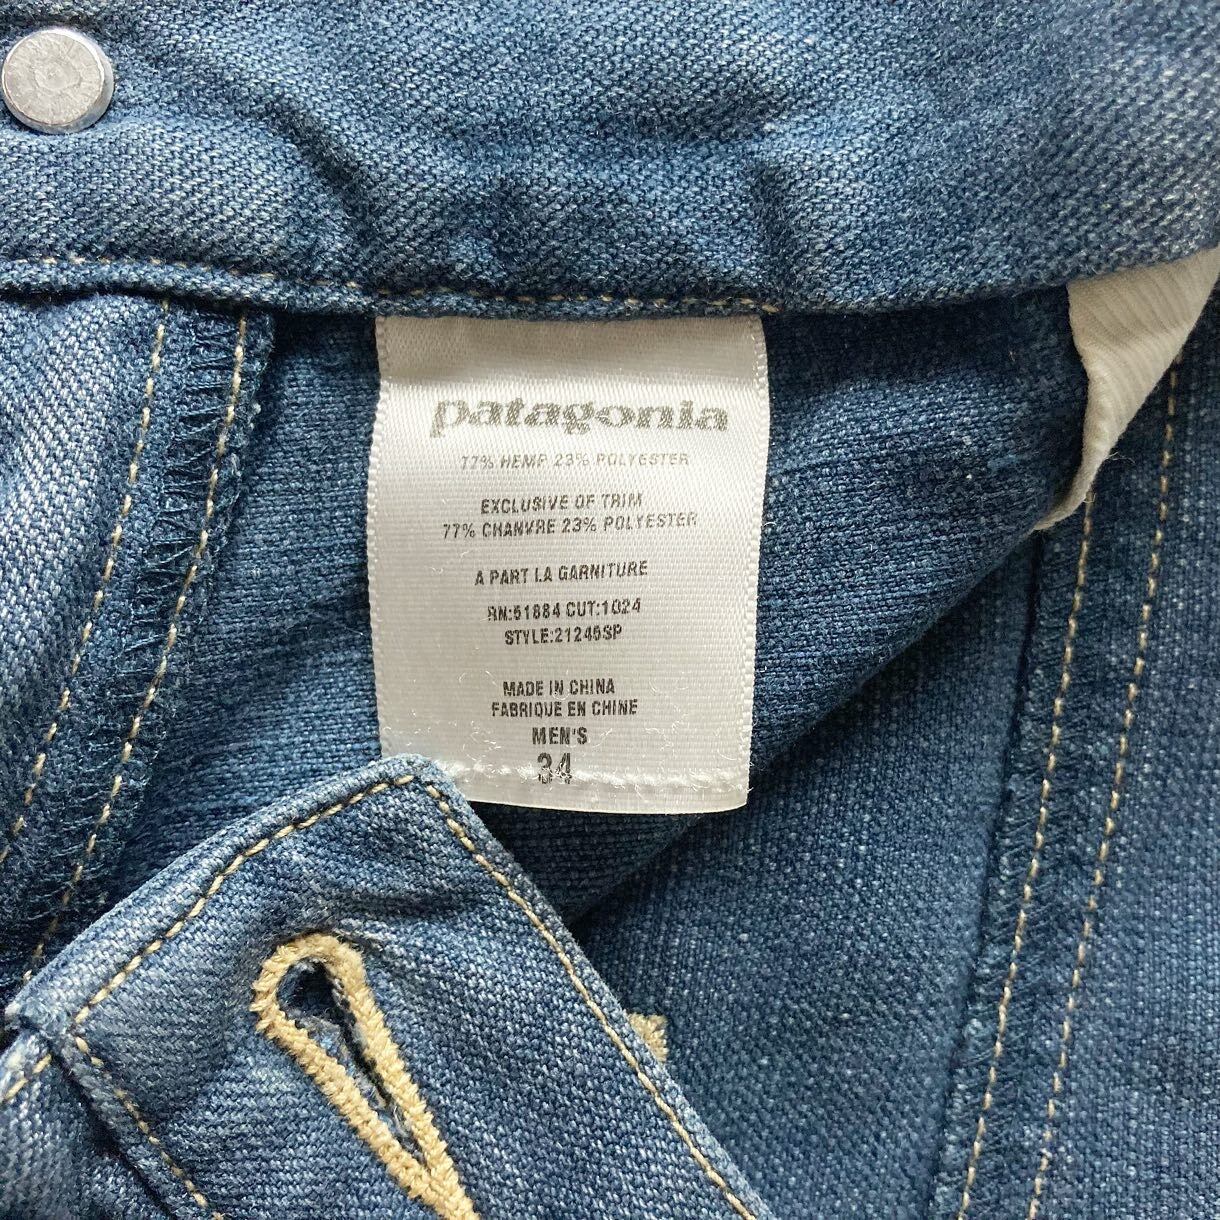 patagonia
77% HEMP 23% POLYESTER
EXCLUSIVE OF TRIM
77% CHANVRE 23% POLYESTER
A PART LA GARNITURE
RN:51884 CUT:1024
STYLE:21245SP
MADE IN CHINA
FABRIQUE EN CHINE
MEN'S
34